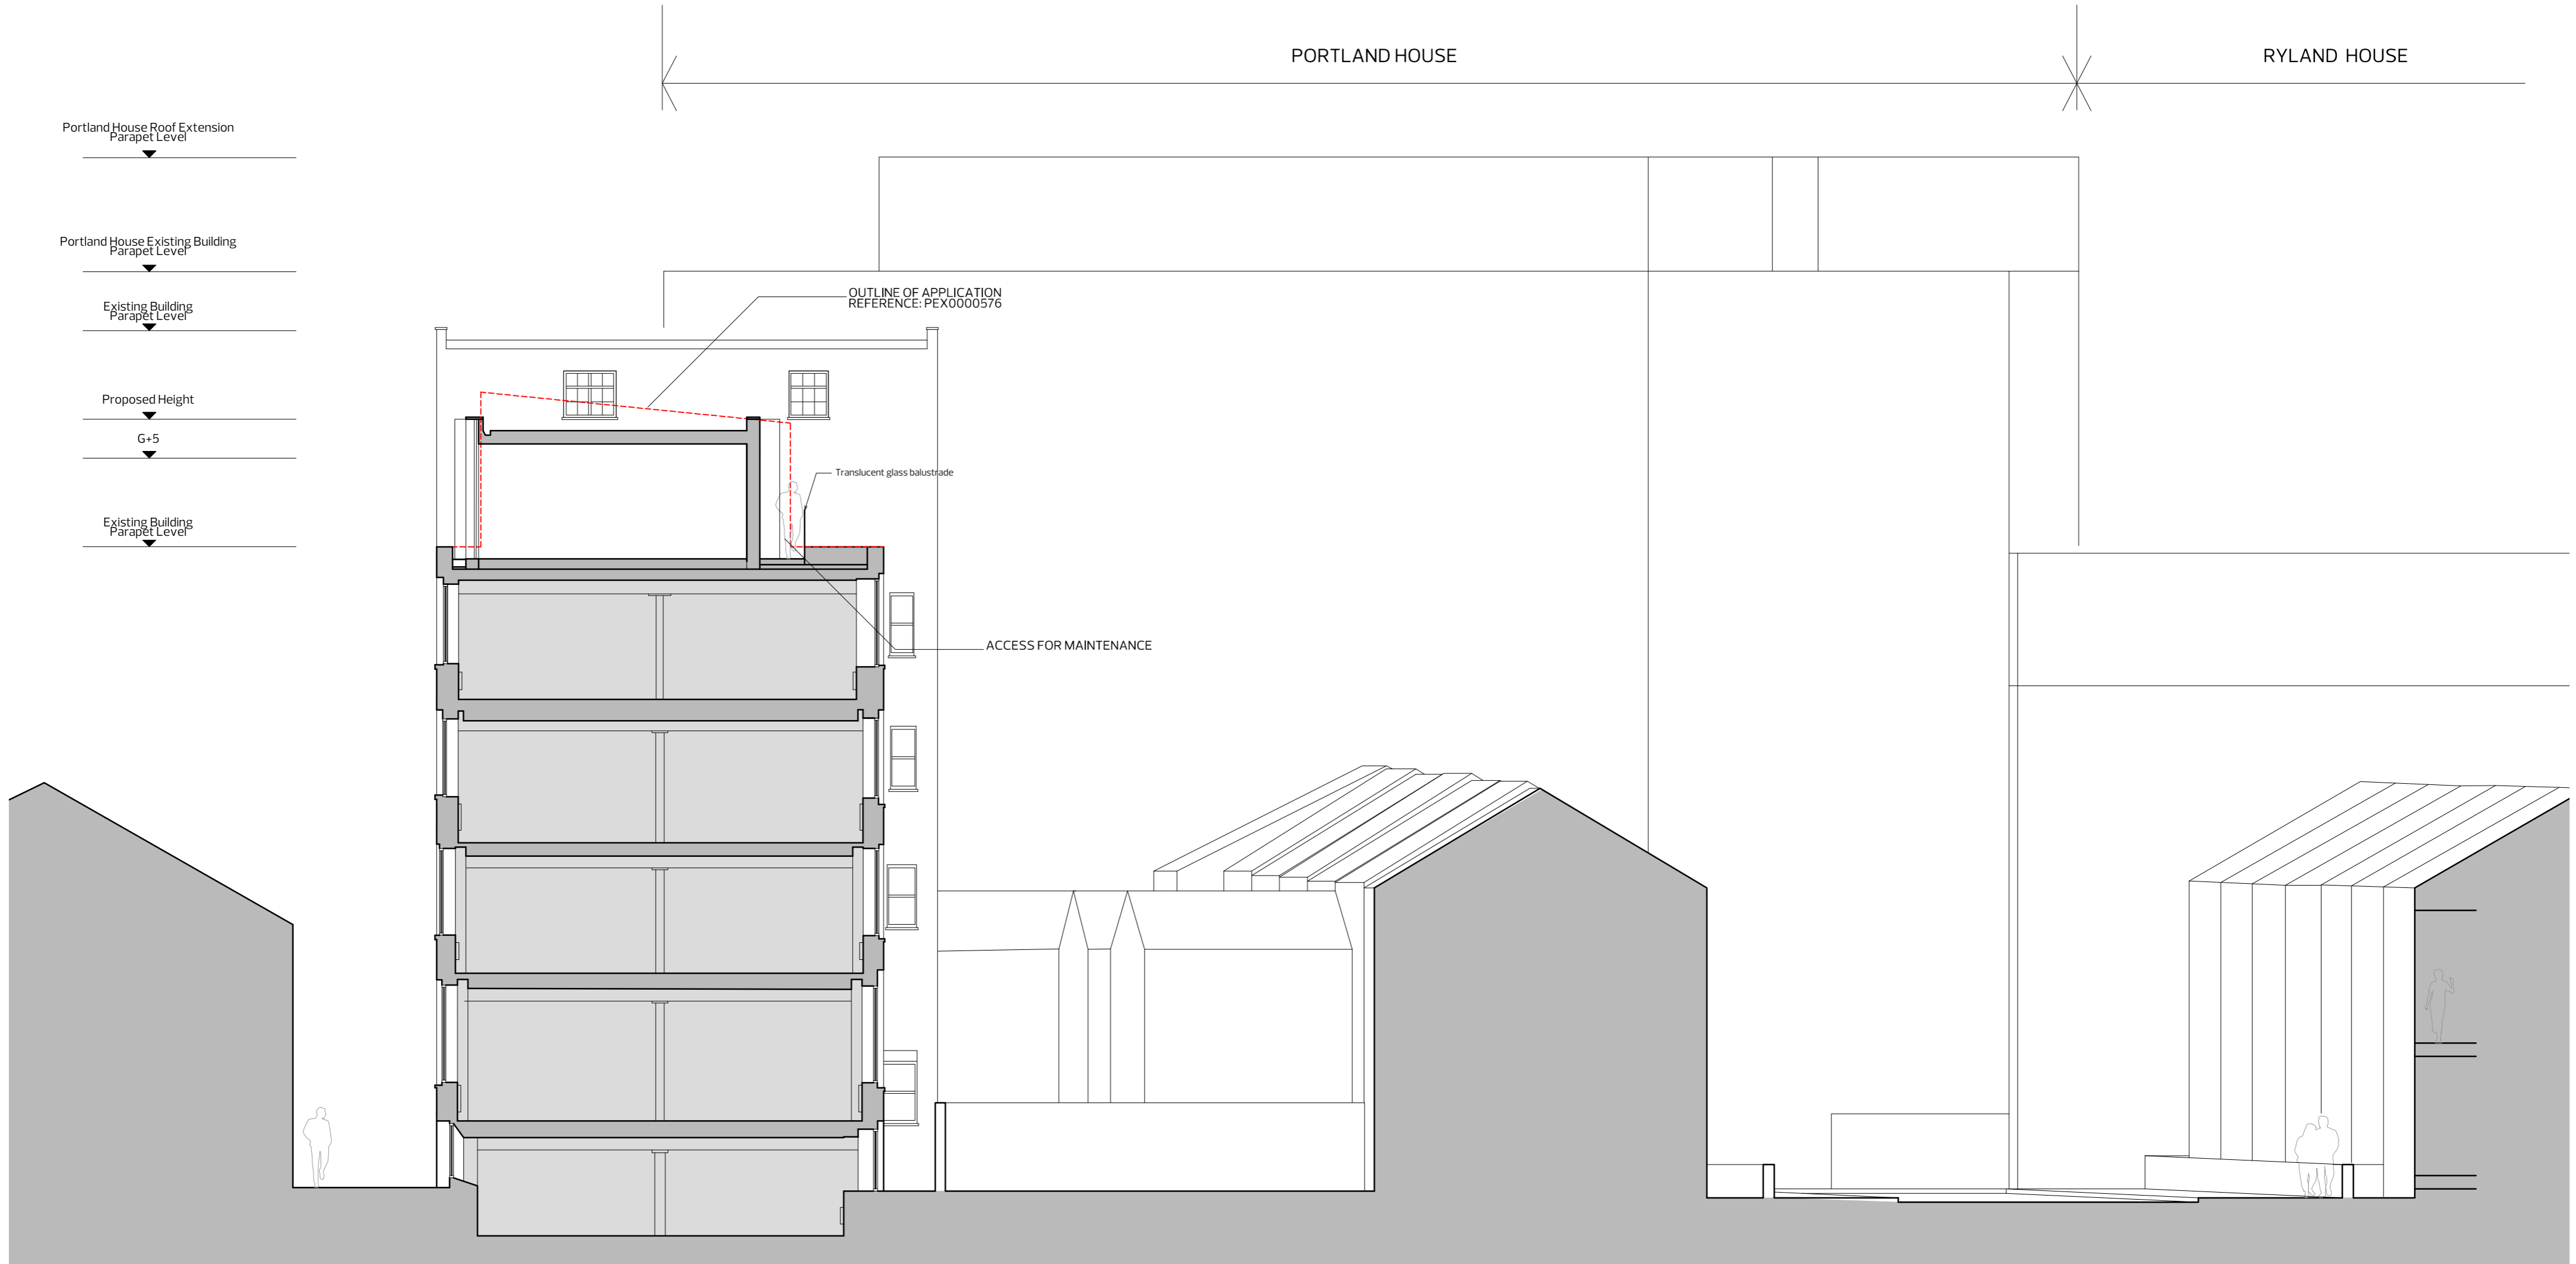 PORTLAND HOUSE
RYLAND HOUSE
Portland House Roof Extension
Parapet Level
Portland House Existing Building
Parapet Level
Existing Building
Parapet Level
OUTLINE OF APPLICATION
REFERENCE: PEX0000576
Proposed Height
G+5
Translucent glass balustrade
Existing Building
Parapet Level
ACCESS FOR MAINTENANCE